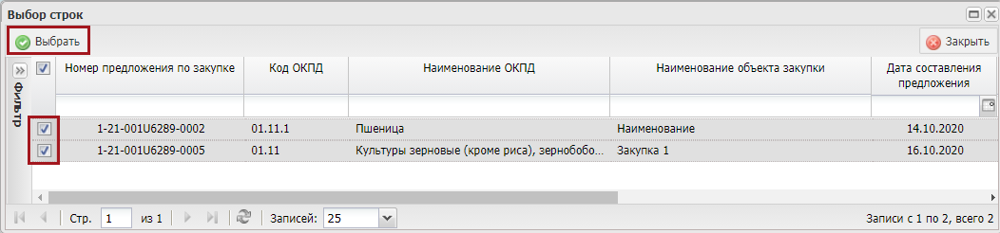 Выбор строк
Выбрать
Закрыть
Фильтр
Номер предложения по закупке Код ОКПД Наименование ОКПД Наименование объекта закупки Дата составления предложения
1-21-001U6289-0002 01.11.1 Пшеница Наименование 14.10.2020
1-21-001U6289-0005 01.11 Культуры зерновые (кроме риса), зернобобо... Закупка 1 16.10.2020
Стр. 1 из 1 Записей: 25 Записи с 1 по 2, всего 2